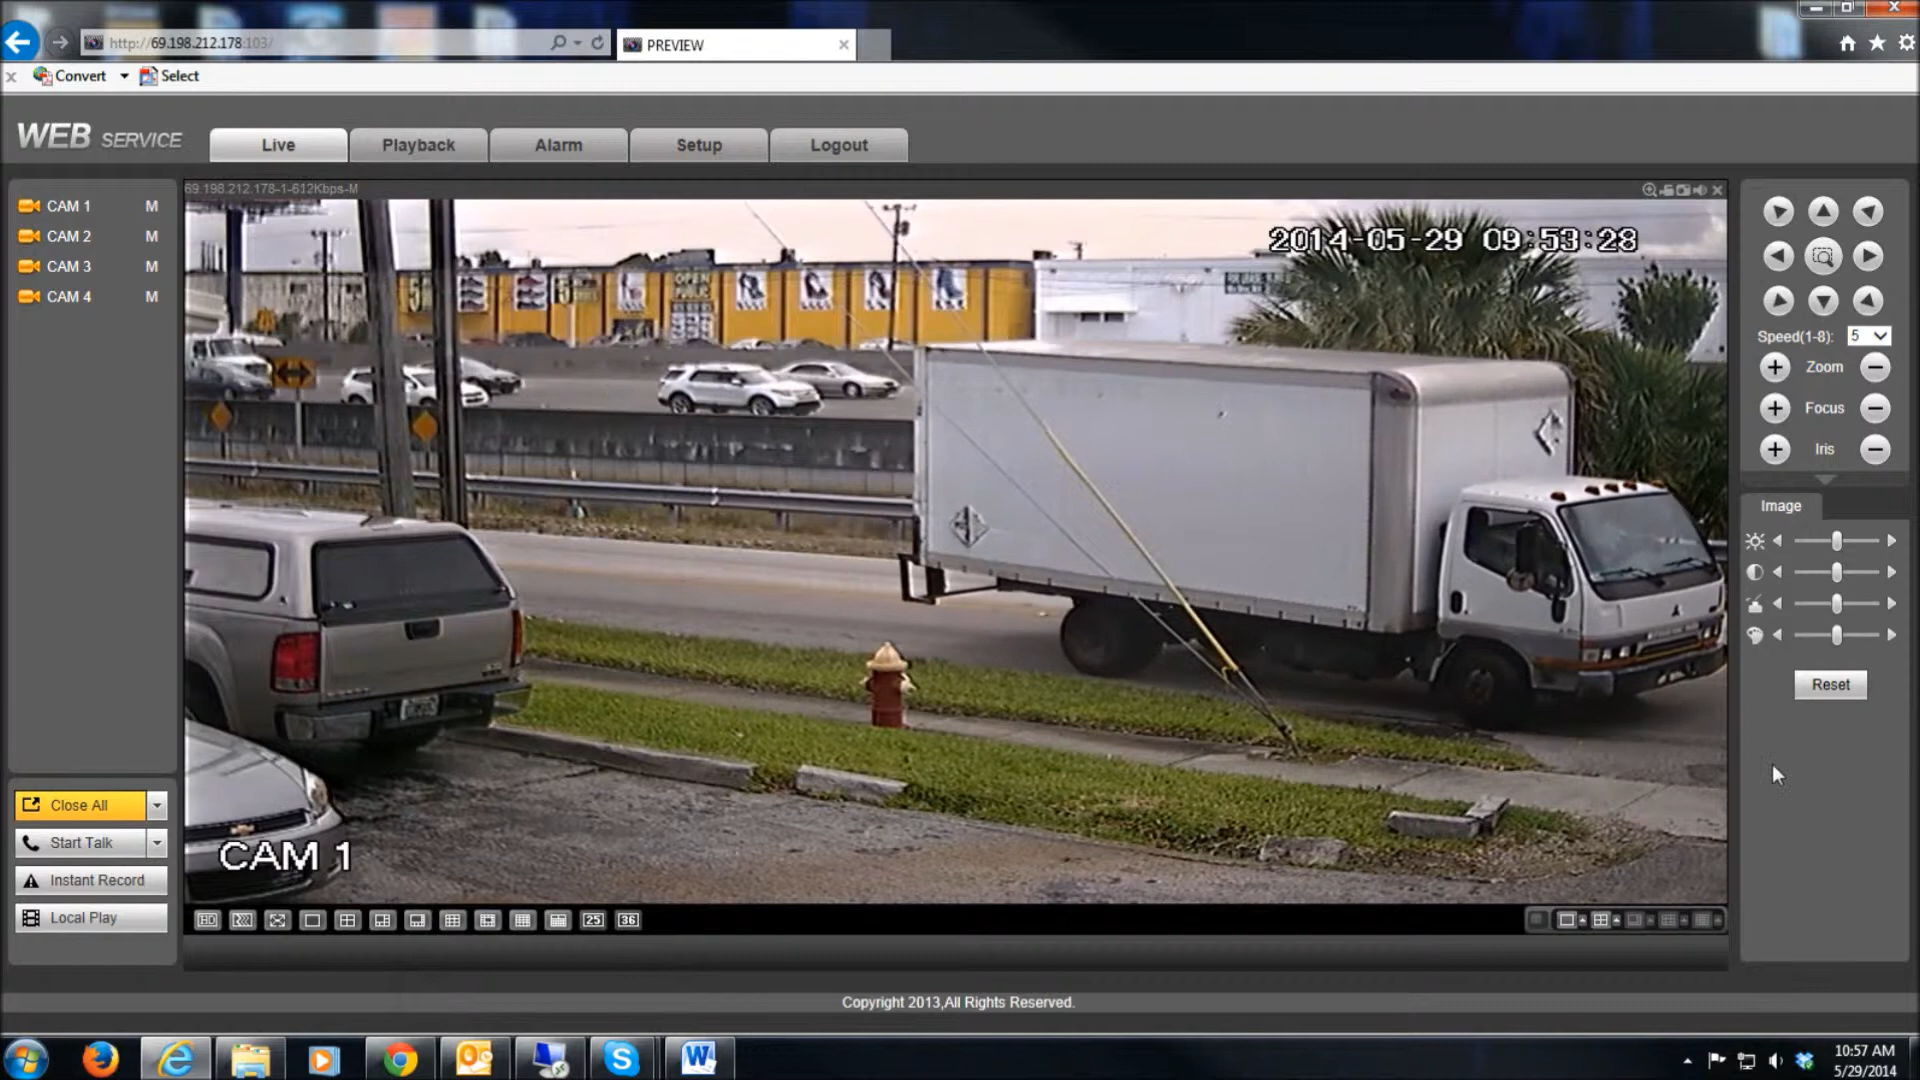 http://69.198.212.178:103/
PREVIEW
Convert
Select
WEB SERVICE
Live
Playback
Alarm
Setup
Logout
CAM 1 M
CAM 2 M
CAM 3 M
CAM 4 M
69.198.212.178-1-612Kbps-M
2014-05-29 09:53:28
OPEN
CAM 1
Speed(1-8): 5
Zoom
Focus
Iris
Image
Reset
Close All
Start Talk
Instant Record
Local Play
HD
25
36
Copyright 2013,All Rights Reserved.
10:57 AM
5/29/2014